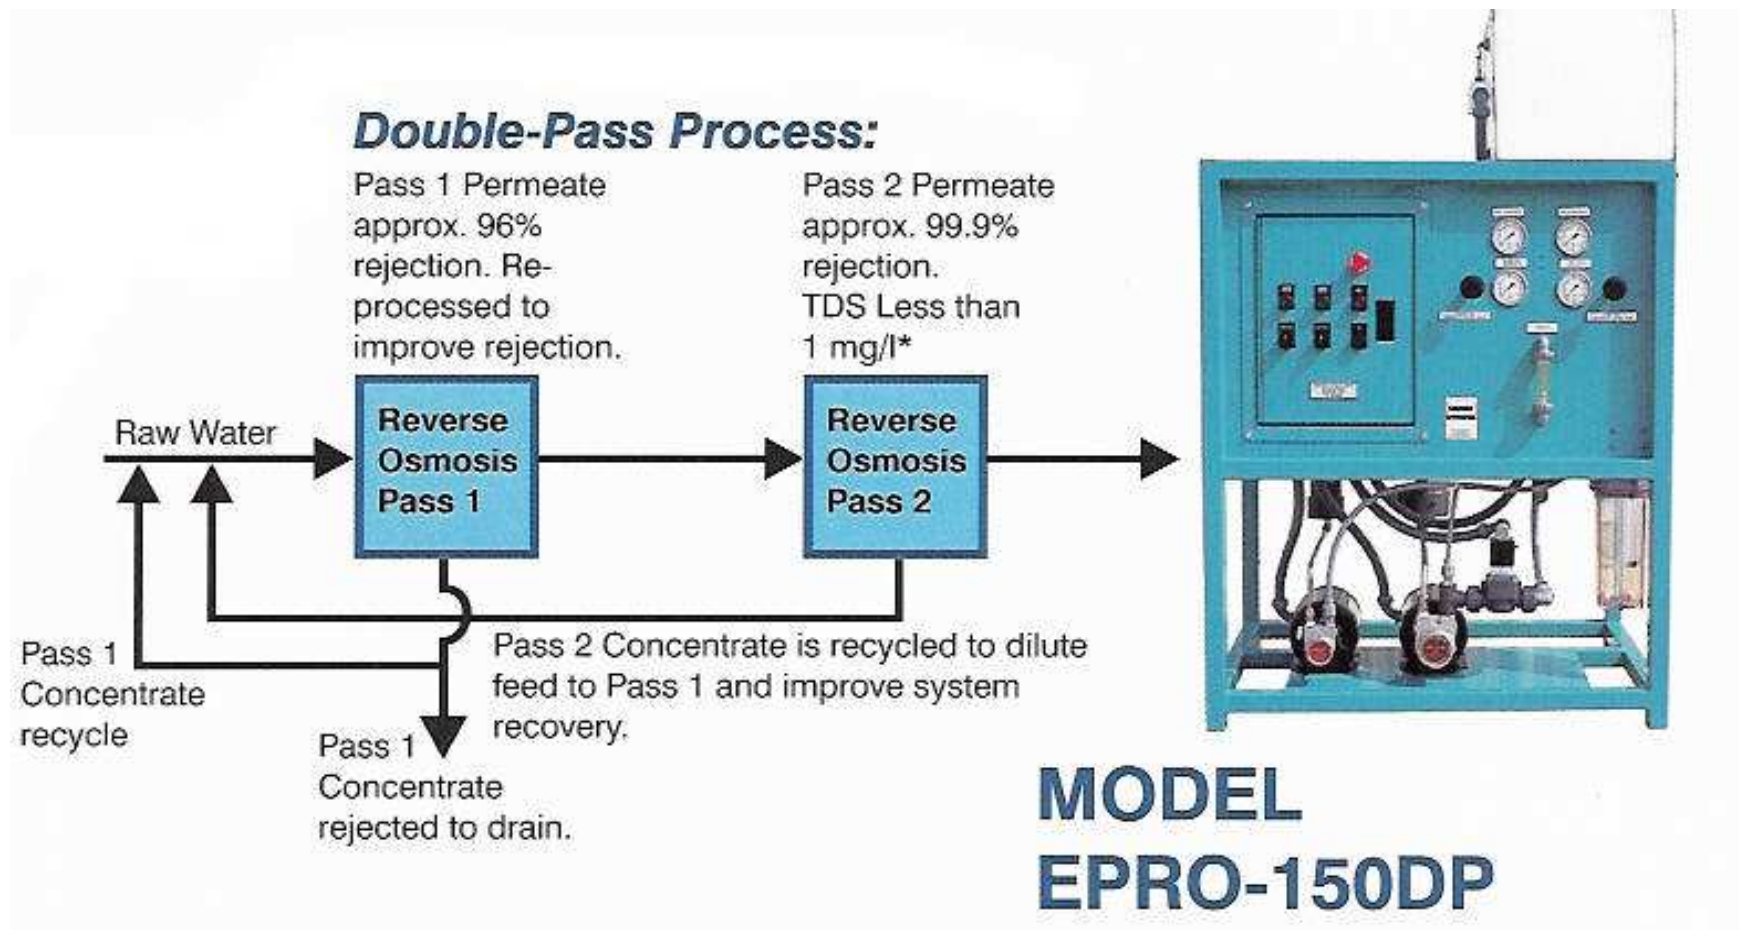 Double-Pass Process:
Pass 1 Permeate
approx. 96%
rejection. Re-
processed to
improve rejection.
Pass 2 Permeate
approx. 99.9%
rejection.
TDS Less than
1 mg/l*
Raw Water
Reverse
Osmosis
Pass 1
Reverse
Osmosis
Pass 2
Pass 1
Concentrate
recycle
Pass 2 Concentrate is recycled to dilute
feed to Pass 1 and improve system
recovery.
Pass 1
Concentrate
rejected to drain.
MODEL
EPRO-150DP